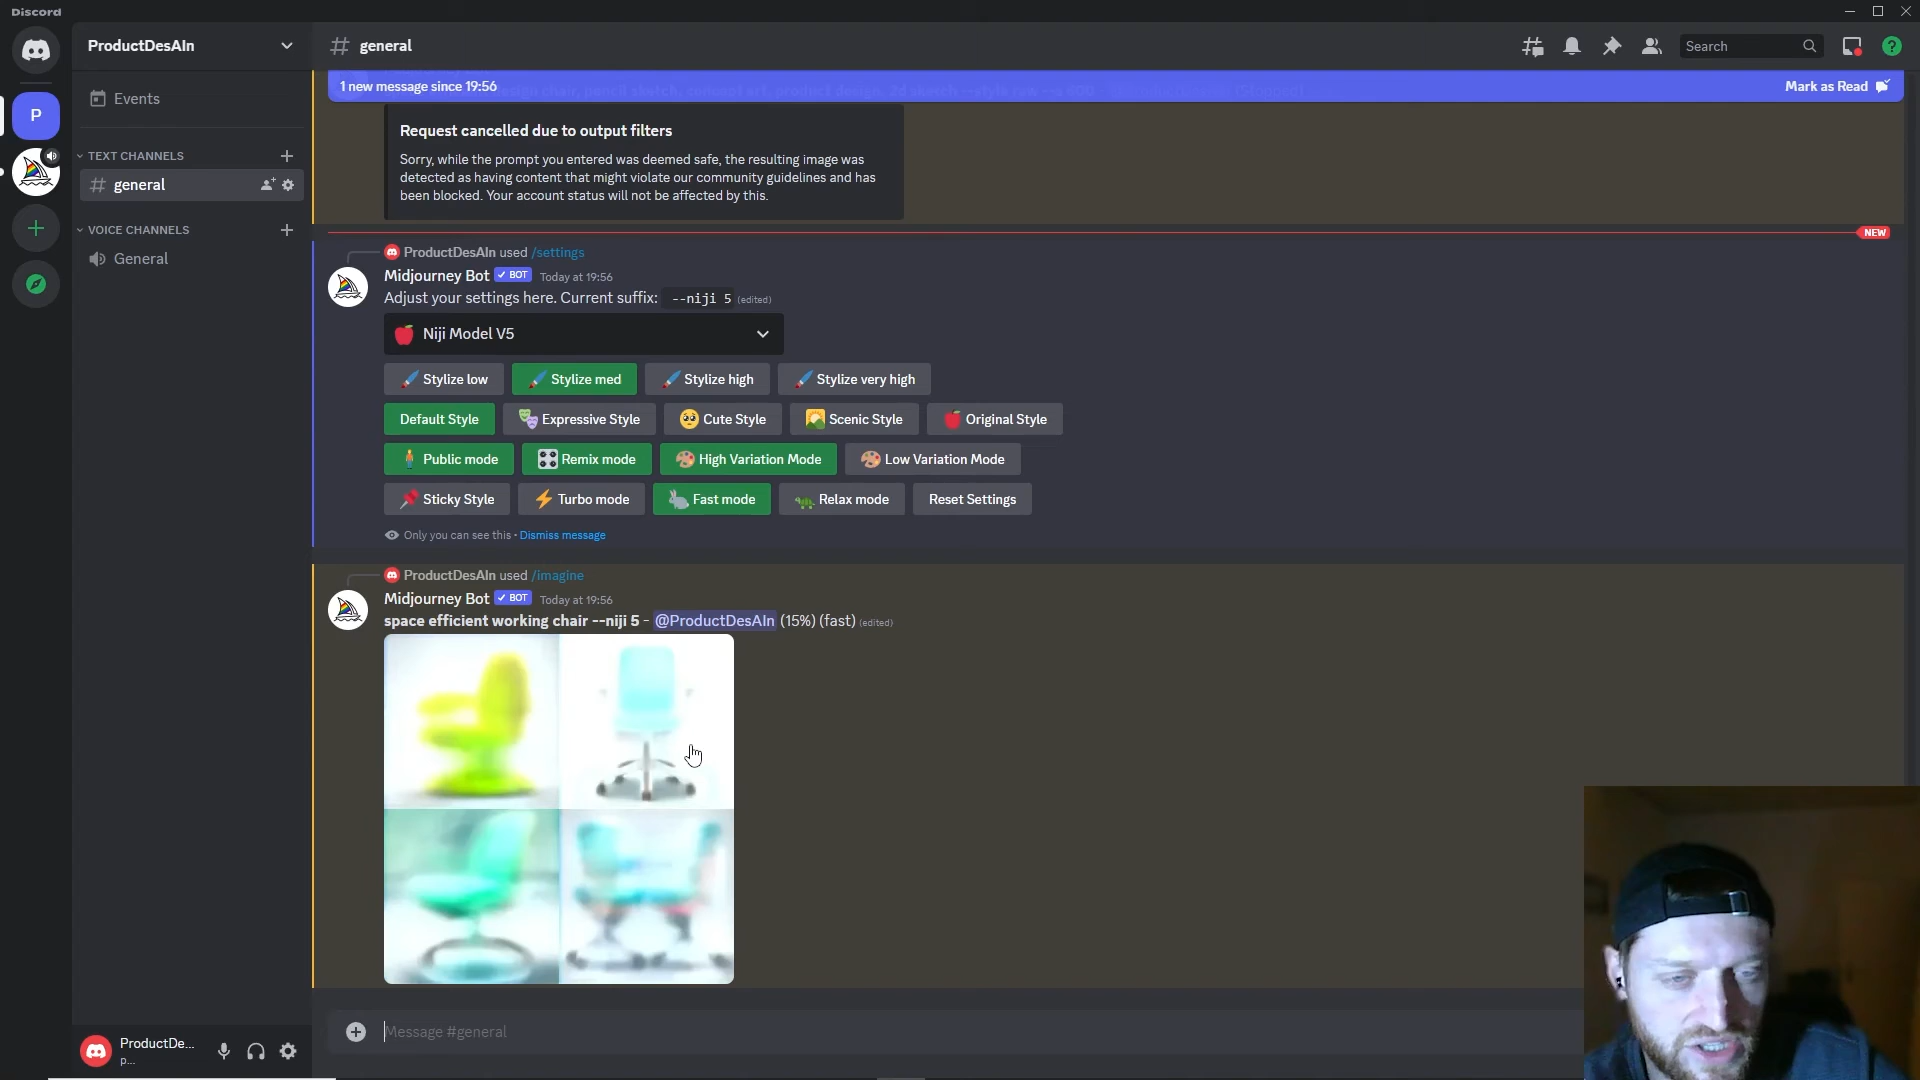 Discord
ProductDesAIn
general
Search
1 new message since 19:56
Mark as Read
Events
Request cancelled due to output filters
Sorry, while the prompt you entered was deemed safe, the resulting image was
detected as having content that might violate our community guidelines and has
been blocked. Your account status will not be affected by this.
P
TEXT CHANNELS
general
VOICE CHANNELS
General
NEW
ProductDesAIn used /settings
Midjourney Bot ✓ BOT Today at 19:56
Adjust your settings here. Current suffix: --niji 5 (edited)
Niji Model V5
Stylize low Stylize med Stylize high Stylize very high
Default Style Expressive Style Cute Style Scenic Style Original Style
Public mode Remix mode High Variation Mode Low Variation Mode
Sticky Style Turbo mode Fast mode Relax mode Reset Settings
Only you can see this • Dismiss message
ProductDesAIn used /imagine
Midjourney Bot ✓ BOT Today at 19:56
space efficient working chair --niji 5 - @ProductDesAIn (15%) (fast) (edited)
Message #general
ProductDe...
p...